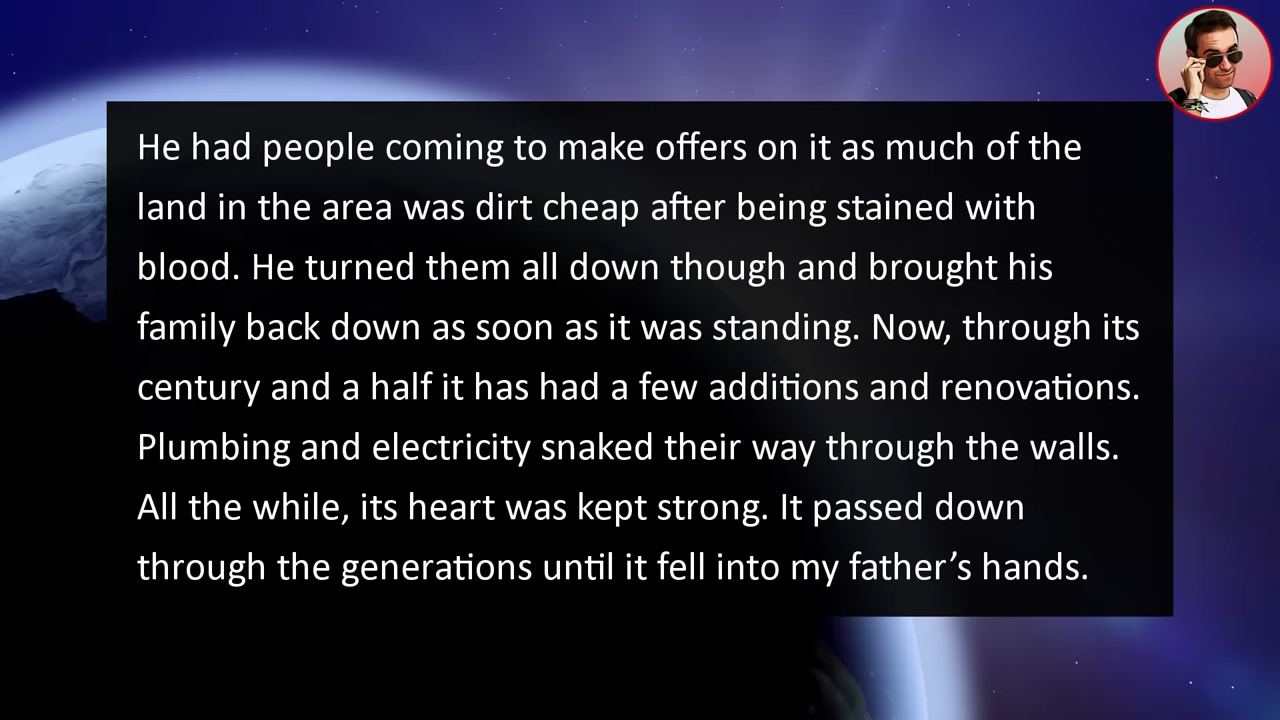 He had people coming to make offers on it as much of the
land in the area was dirt cheap after being stained with
blood. He turned them all down though and brought his
family back down as soon as it was standing. Now, through its
century and a half it has had a few additions and renovations.
Plumbing and electricity snaked their way through the walls.
All the while, its heart was kept strong. It passed down
through the generations until it fell into my father’s hands.